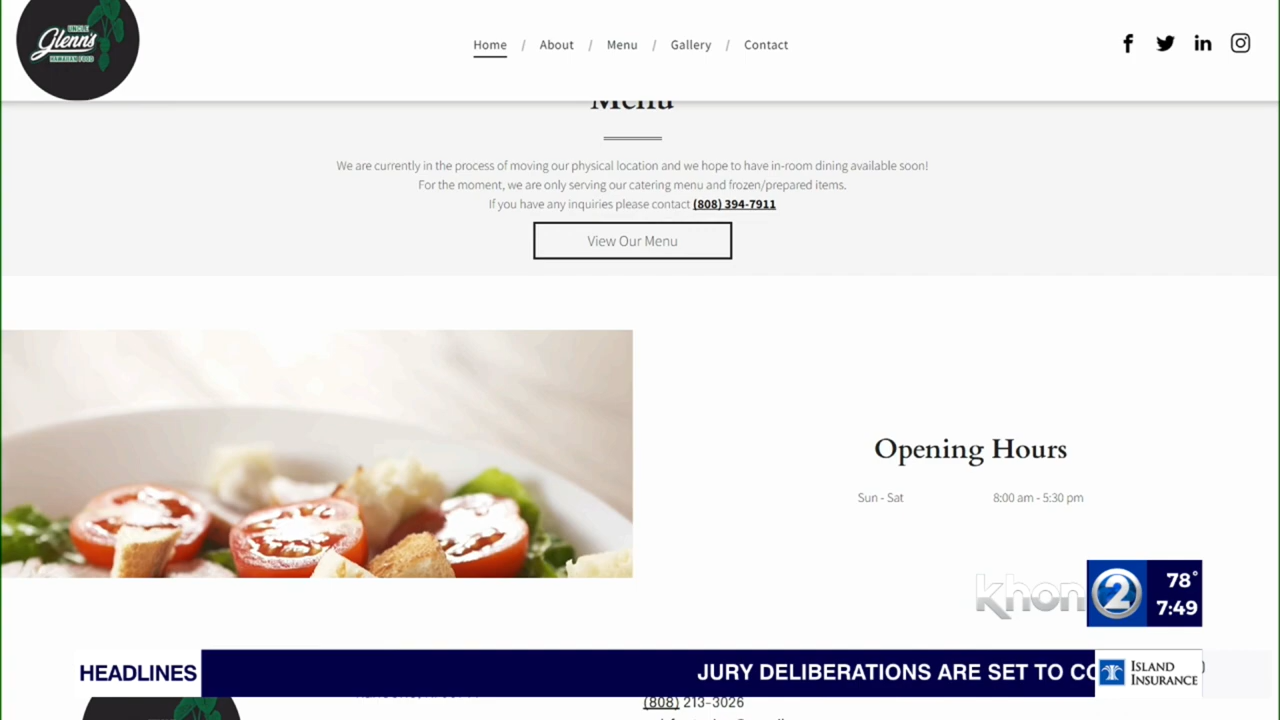 UNCLE
Glenn's
HAWAIIAN FOOD
Home / About / Menu / Gallery / Contact
Menu
We are currently in the process of moving our physical location and we hope to have in-room dining available soon!
For the moment, we are only serving our catering menu and frozen/prepared items.
If you have any inquiries please contact (808) 394-7911
View Our Menu
Opening Hours
Sun - Sat 8:00 am - 5:30 pm
khon 2
78°
7:49
HEADLINES
JURY DELIBERATIONS ARE SET TO CO
ISLAND
INSURANCE
(808) 213-3026